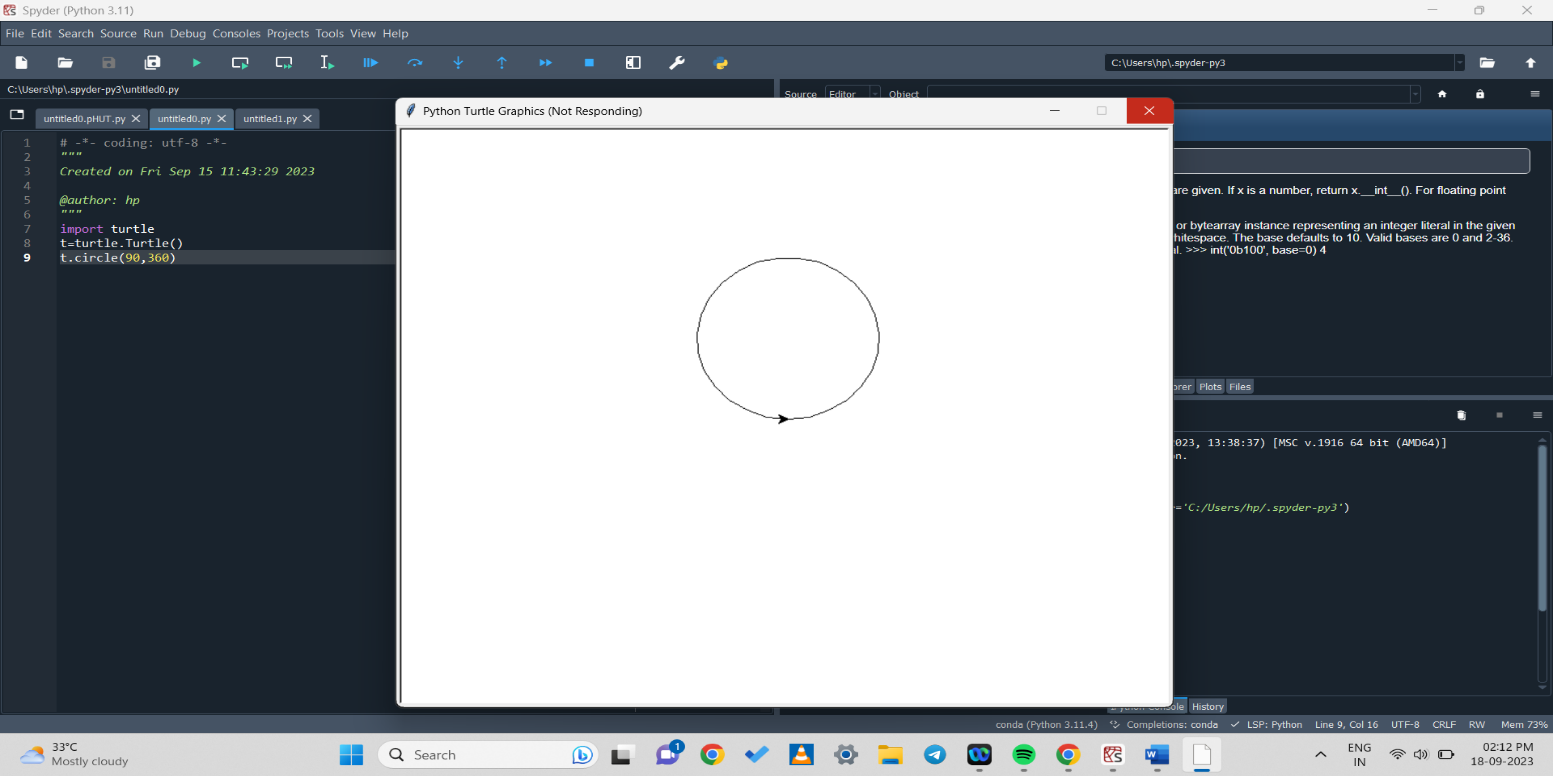 Spyder (Python 3.11)
File Edit Search Source Run Debug Consoles Projects Tools View Help
C:\Users\hp\.spyder-py3
C:\Users\hp\.spyder-py3\untitled0.py
Source Editor Object
untitled0.pHUT.py untitled0.py untitled1.py
Python Turtle Graphics (Not Responding)
1 # -*- coding: utf-8 -*-
2 """
3 Created on Fri Sep 15 11:43:29 2023
4
5 @author: hp
6 """
7 import turtle
8 t=turtle.Turtle()
9 t.circle(90,360)
are given. If x is a number, return x.__int__(). For floating point
or bytearray instance representing an integer literal in the given
hitespace. The base defaults to 10. Valid bases are 0 and 2-36.
l. >>> int('0b100', base=0) 4
orer Plots Files
023, 13:38:37) [MSC v.1916 64 bit (AMD64)]
n.
='C:/Users/hp/.spyder-py3')
IPython Console History
conda (Python 3.11.4) Completions: conda LSP: Python Line 9, Col 16 UTF-8 CRLF RW Mem 73%
33°C
Mostly cloudy
Search
1
ENG
IN
02:12 PM
18-09-2023